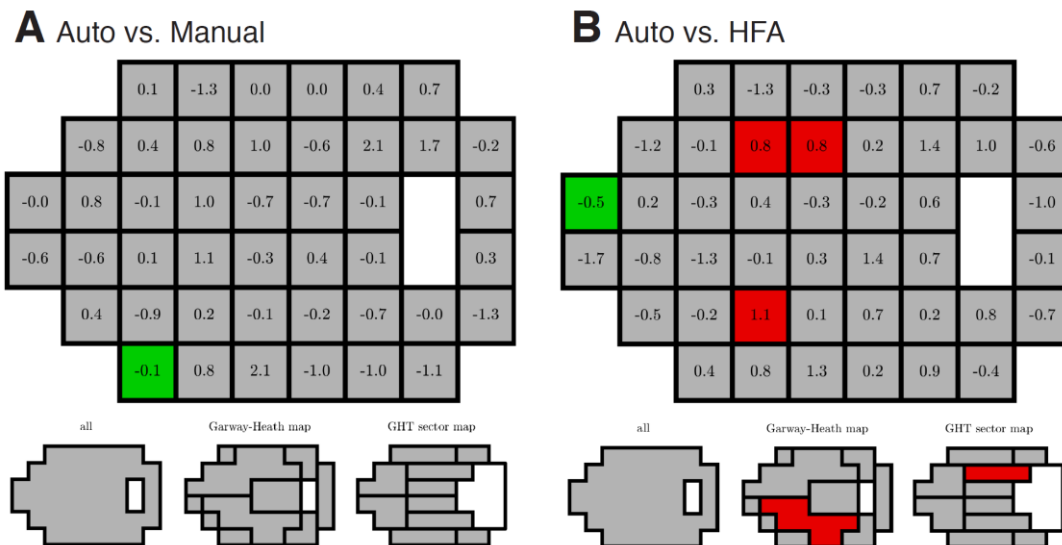 A Auto vs. Manual
0.1 -1.3 0.0 0.0 0.4 0.7
-0.8 0.4 0.8 1.0 -0.6 2.1 1.7 -0.2
-0.0 0.8 -0.1 1.0 -0.7 -0.7 -0.1 0.7
-0.6 -0.6 0.1 1.1 -0.3 0.4 -0.1 0.3
0.4 -0.9 0.2 -0.1 -0.2 -0.7 -0.0 -1.3
-0.1 0.8 2.1 -1.0 -1.0 -1.1
all Garway-Heath map GHT sector map
B Auto vs. HFA
0.3 -1.3 -0.3 -0.3 0.7 -0.2
-1.2 -0.1 0.8 0.8 0.2 1.4 1.0 -0.6
-0.5 0.2 -0.3 0.4 -0.3 -0.2 0.6 -1.0
-1.7 -0.8 -1.3 -0.1 0.3 1.4 0.7 -0.1
-0.5 -0.2 1.1 0.1 0.7 0.2 0.8 -0.7
0.4 0.8 1.3 0.2 0.9 -0.4
all Garway-Heath map GHT sector map